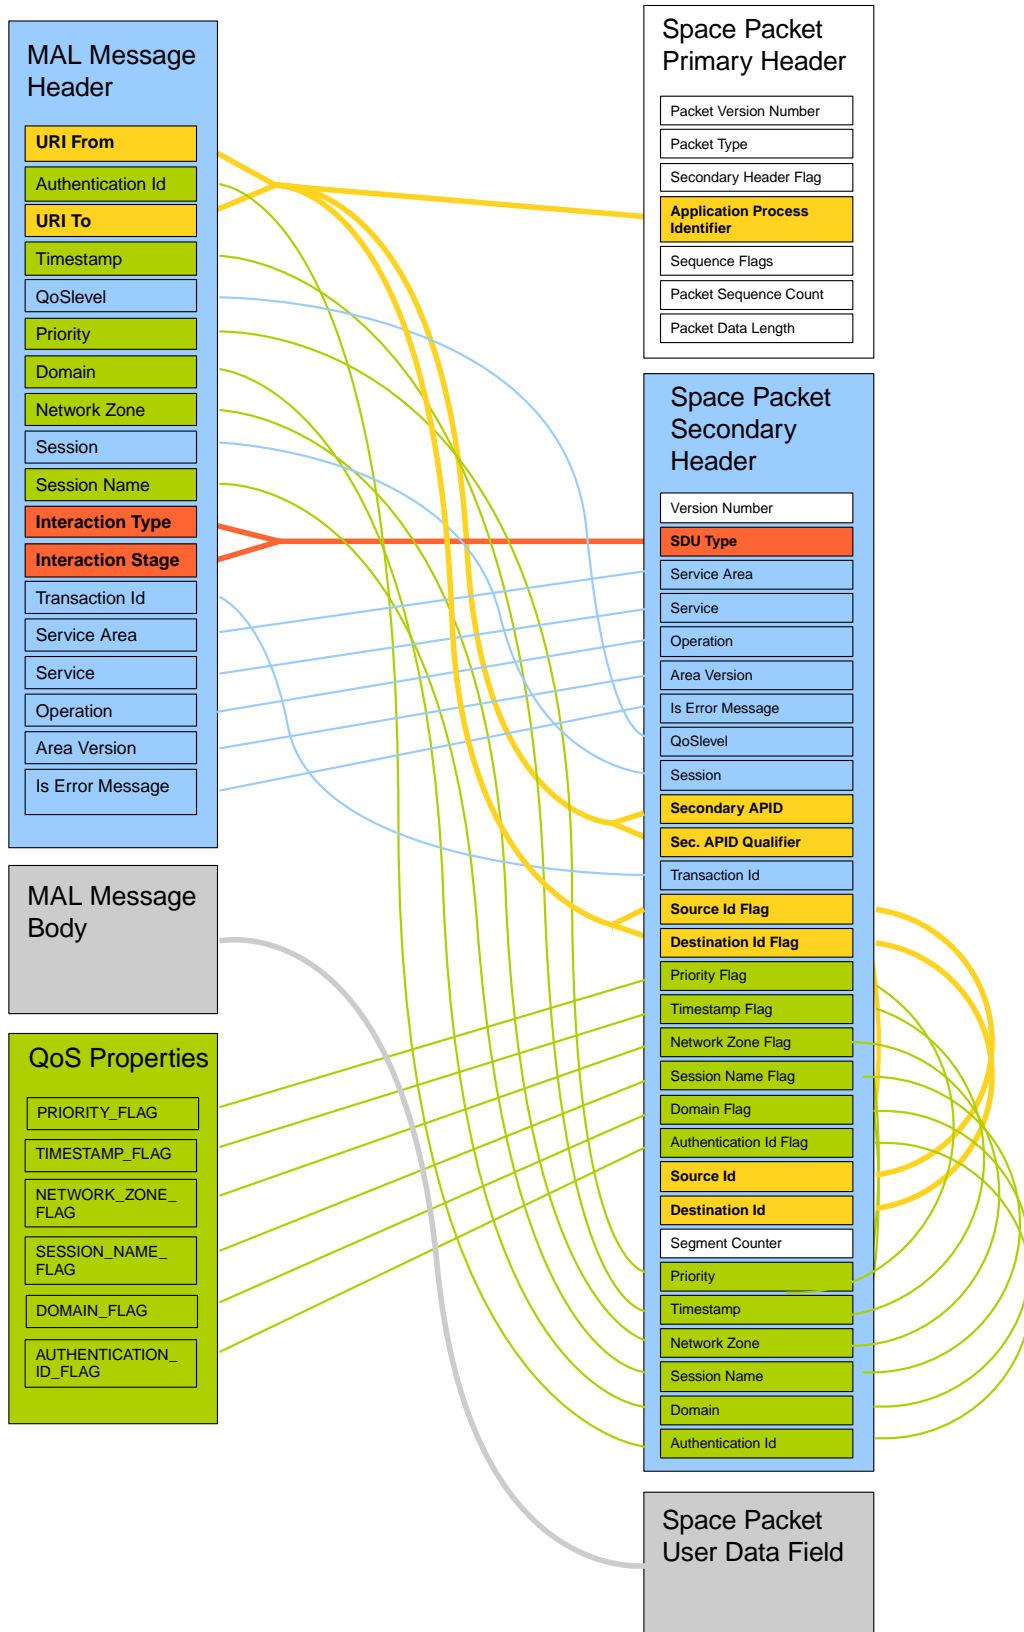 MAL Message
Header
URI From
Authentication Id
URI To
Timestamp
QoSlevel
Priority
Domain
Network Zone
Session
Session Name
Interaction Type
Interaction Stage
Transaction Id
Service Area
Service
Operation
Area Version
Is Error Message
MAL Message
Body
QoS Properties
PRIORITY_FLAG
TIMESTAMP_FLAG
NETWORK_ZONE_
FLAG
SESSION_NAME_
FLAG
DOMAIN_FLAG
AUTHENTICATION_
ID_FLAG
Space Packet
Primary Header
Packet Version Number
Packet Type
Secondary Header Flag
Application Process
Identifier
Sequence Flags
Packet Sequence Count
Packet Data Length
Space Packet
Secondary
Header
Version Number
SDU Type
Service Area
Service
Operation
Area Version
Is Error Message
QoSlevel
Session
Secondary APID
Sec. APID Qualifier
Transaction Id
Source Id Flag
Destination Id Flag
Priority Flag
Timestamp Flag
Network Zone Flag
Session Name Flag
Domain Flag
Authentication Id Flag
Source Id
Destination Id
Segment Counter
Priority
Timestamp
Network Zone
Session Name
Domain
Authentication Id
Space Packet
User Data Field